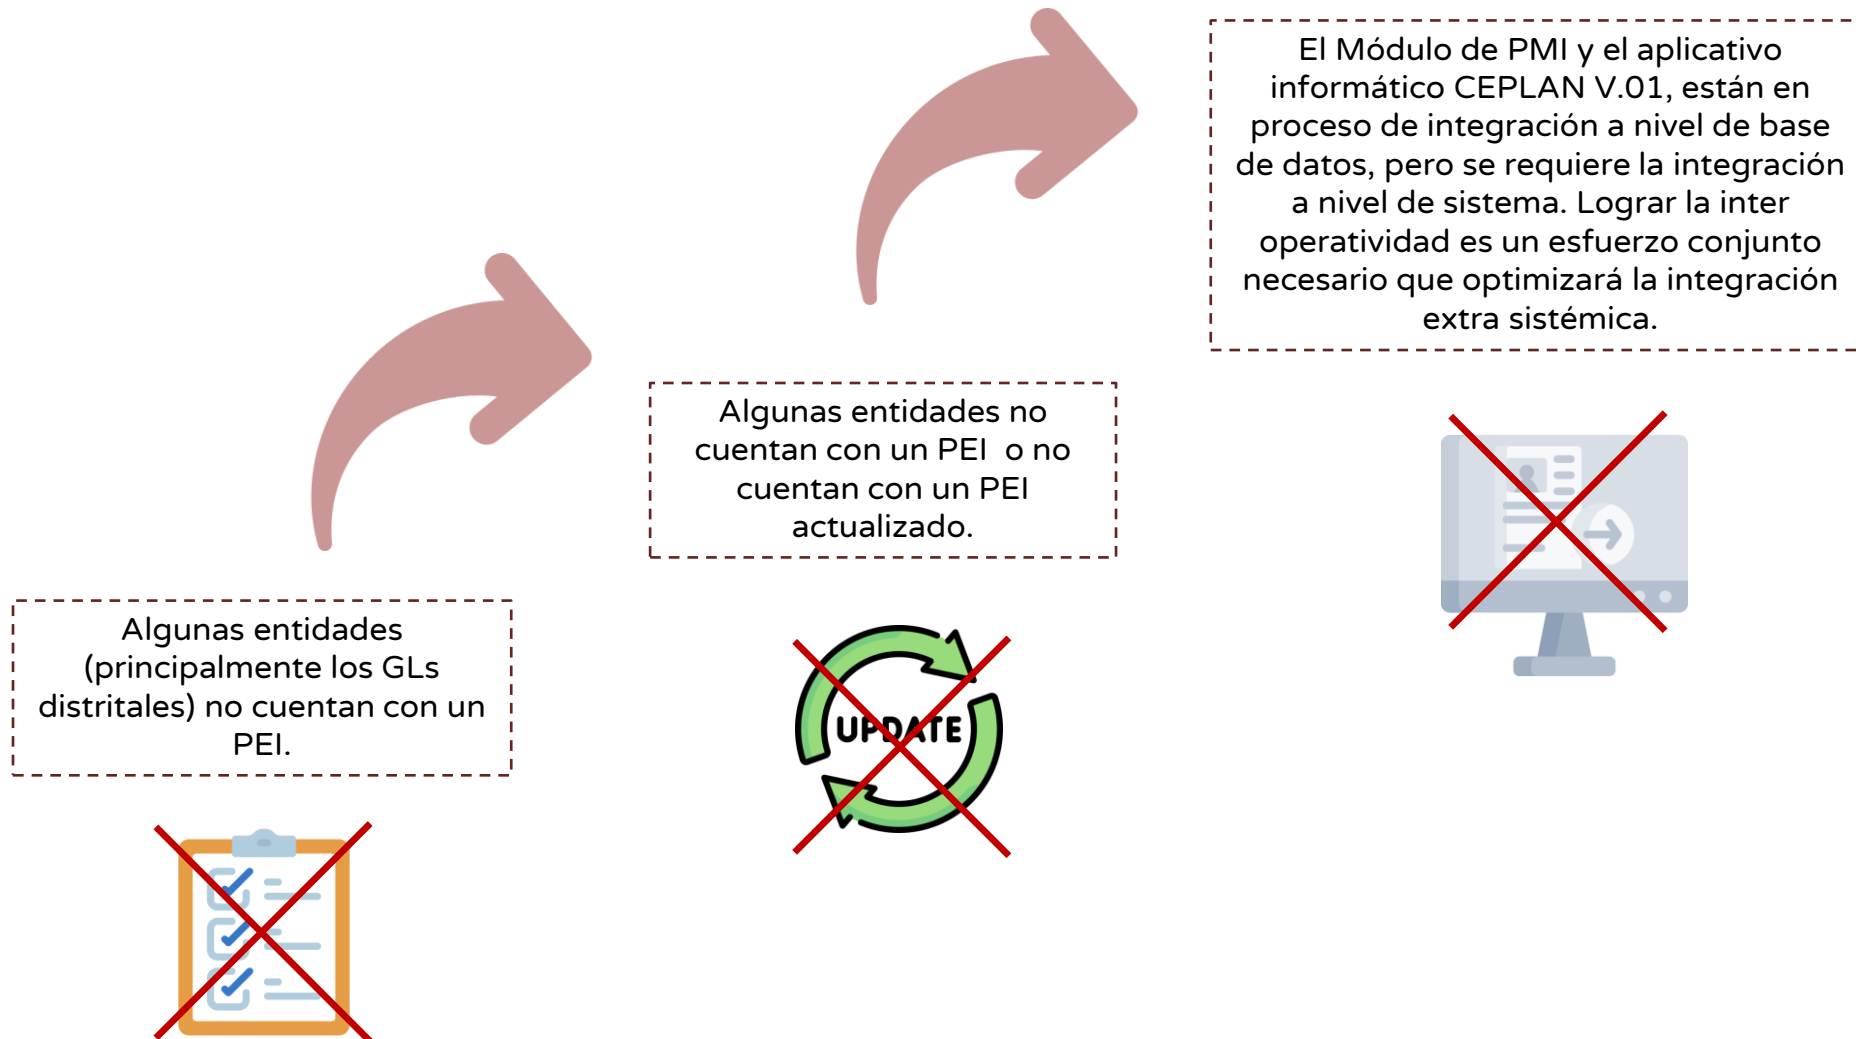 El Módulo de PMI y el aplicativo
informático CEPLAN V.01, están en
proceso de integración a nivel de base
de datos, pero se requiere la integración
a nivel de sistema. Lograr la inter
operatividad es un esfuerzo conjunto
necesario que optimizará la integración
extra sistémica.
Algunas entidades no
cuentan con un PEI  o no
cuentan con un PEI
actualizado.
Algunas entidades
(principalmente los GLs
distritales) no cuentan con un
PEI.
UPDATE